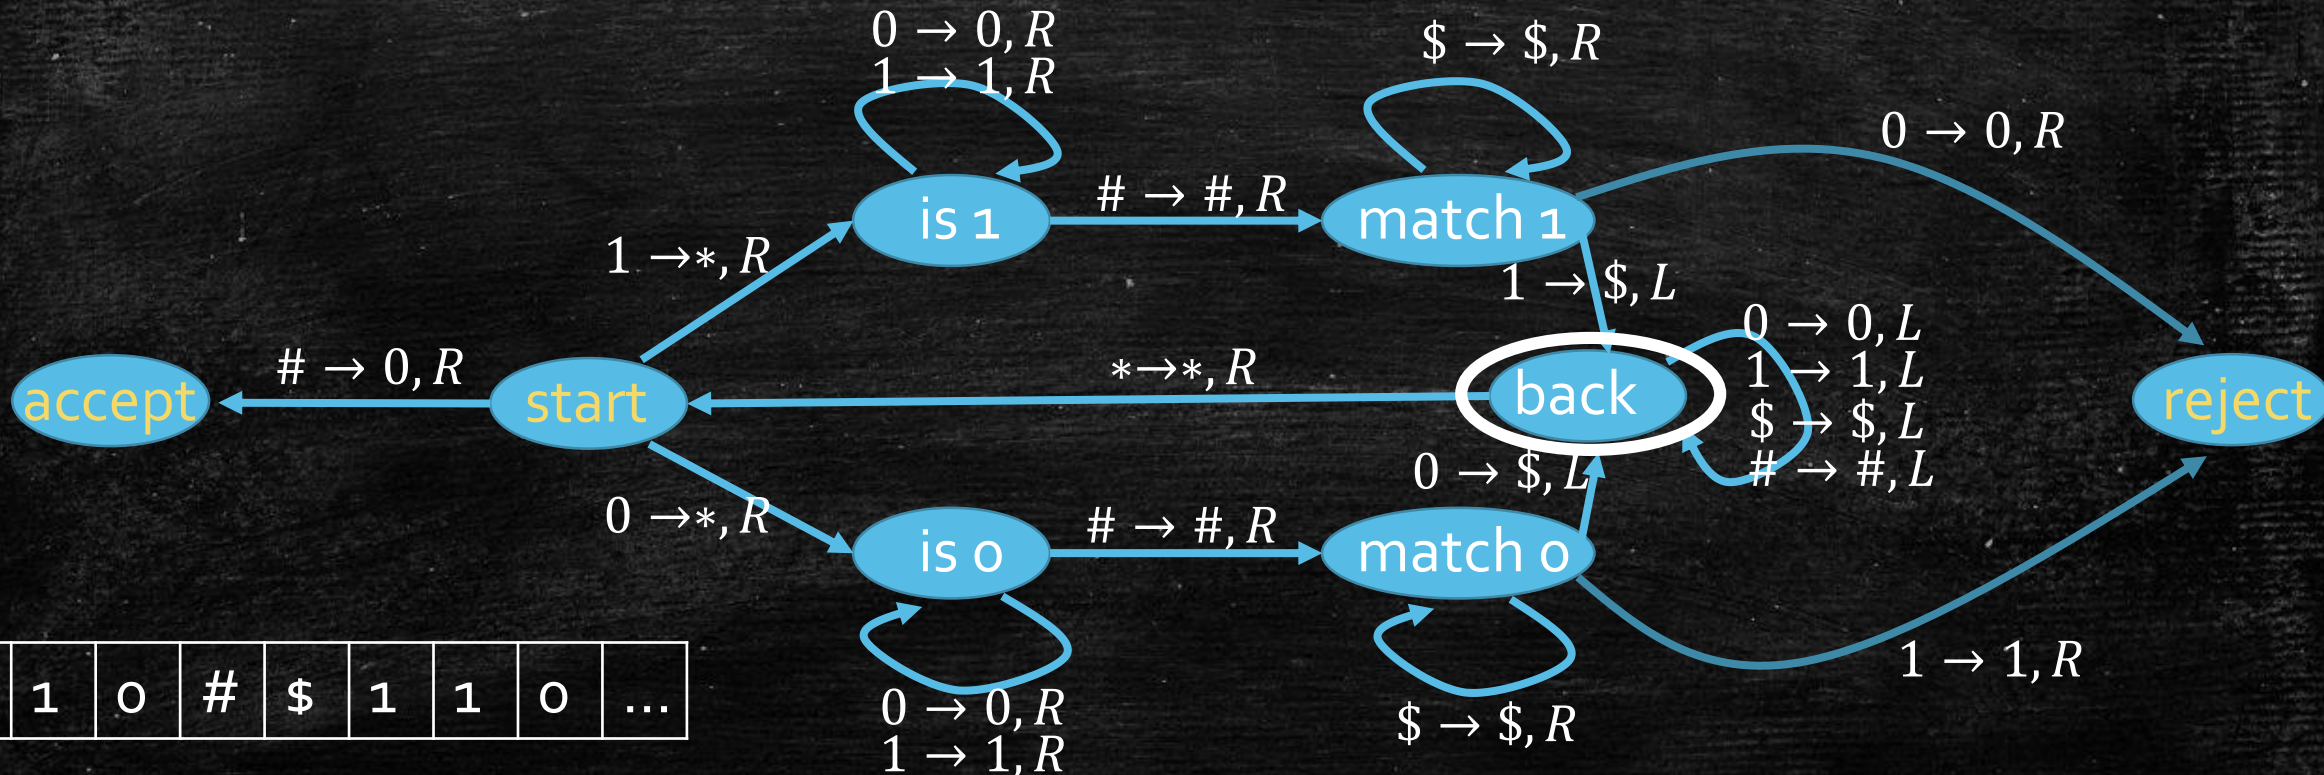 0 → 0, R
1 → 1, R
$ → $, R
0 → 0, R
is 1
# → #, R
match 1
1 →*, R
1 → $, L
0 → 0, L
1 → 1, L
$ → $, L
# → #, L
accept
# → 0, R
start
*→*, R
back
reject
0 → $, L
0 →*, R
is 0
# → #, R
match 0
1 → 1, R
0 → 0, R
1 → 1, R
$ → $, R
1 0 # $ 1 1 0 ...